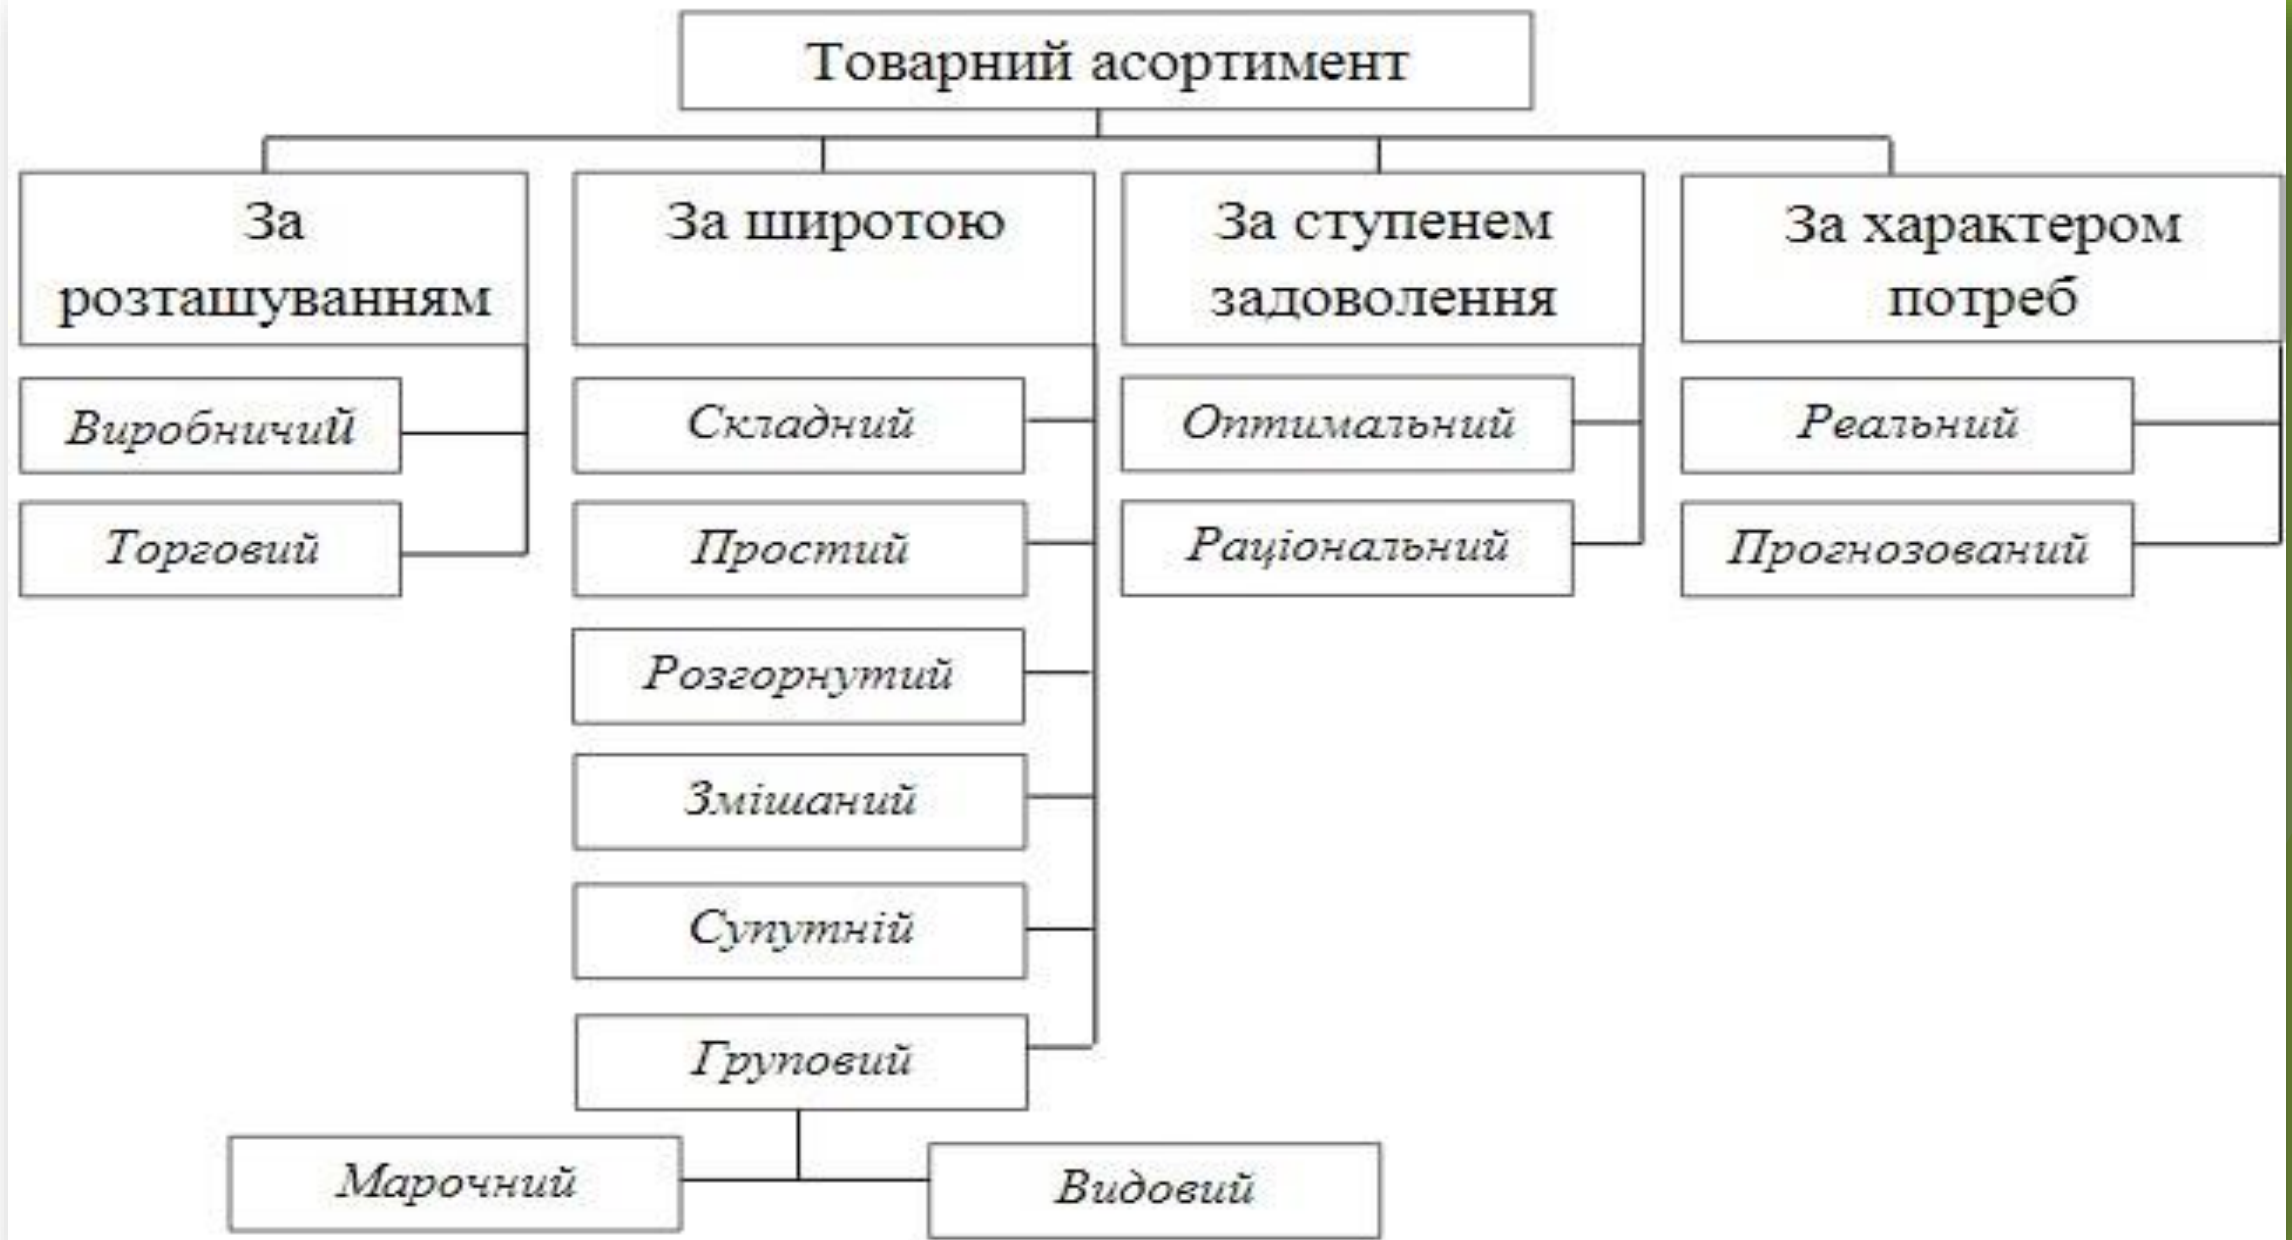 Товарний асортимент
За
розташуванням
Виробничий
Торговий
За широтою
Складний
Простий
Розгорнутий
Змішаний
Супутній
Груповий
Марочний
Видовий
За ступенем
задоволення
Оптимальний
Раціональний
За характером
потреб
Реальний
Прогнозований